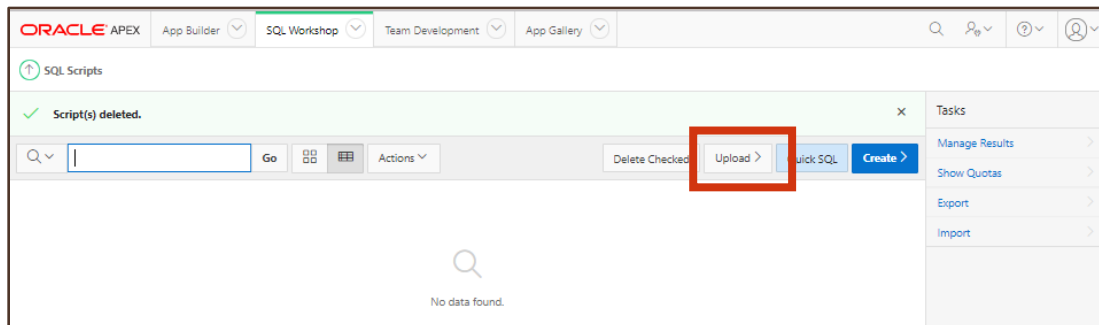 ORACLE APEX App Builder SQL Workshop Team Development App Gallery
SQL Scripts
Script(s) deleted.
Go Actions Delete Checked Upload Quick SQL Create
No data found.
Tasks
Manage Results
Show Quotas
Export
Import